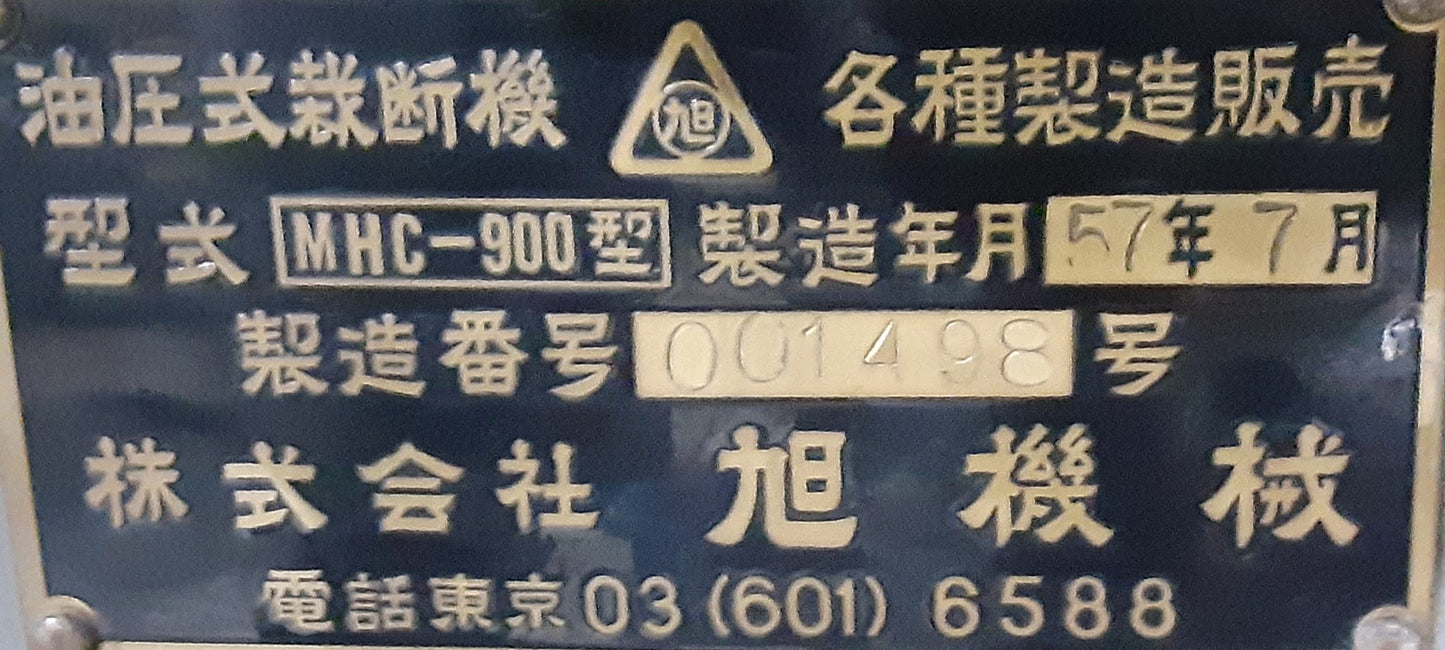 油圧式裁断機 旭 各種製造販売
型式 MHC-900型 製造年月 57年7月
製造番号 001498 号
株式会社 旭機械
電話東京03(601)6588